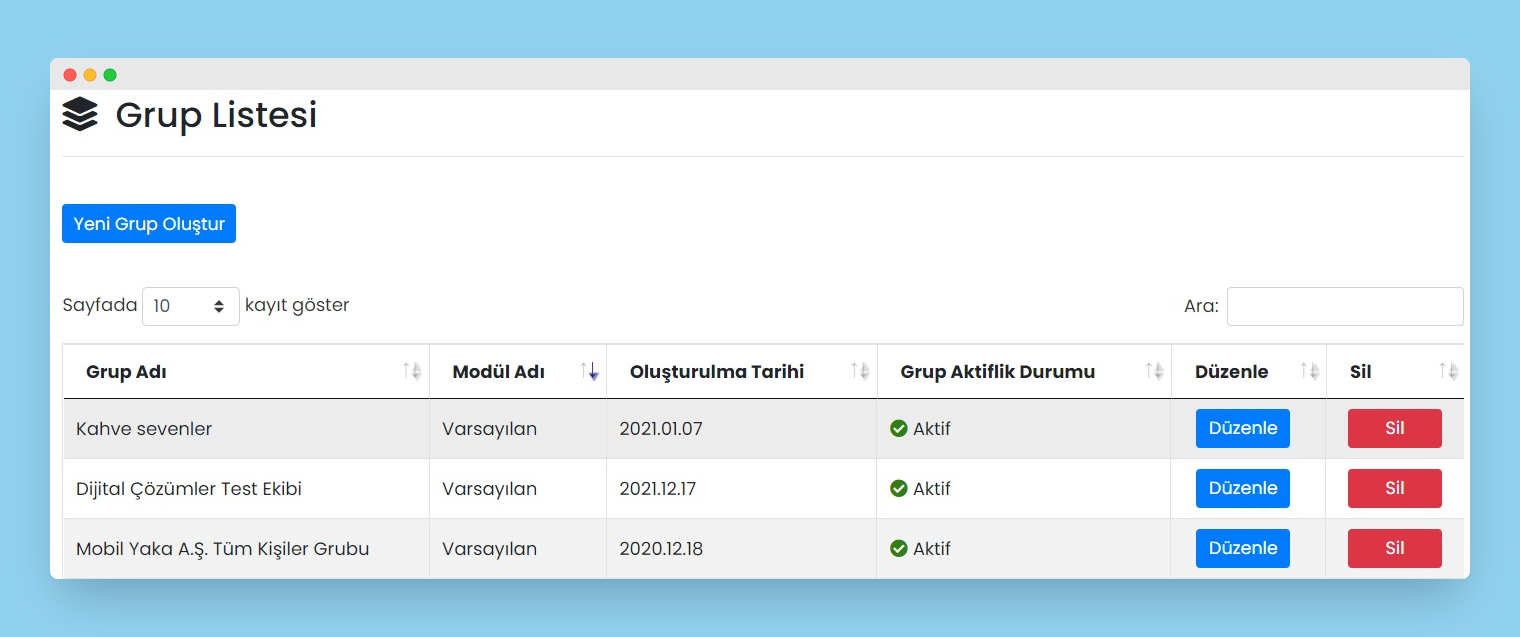 Grup Listesi
Yeni Grup Oluştur
Sayfada 10 kayıt göster Ara:
Grup Adı Modül Adı Oluşturulma Tarihi Grup Aktiflik Durumu Düzenle Sil
Kahve sevenler Varsayılan 2021.01.07 Aktif Düzenle Sil
Dijital Çözümler Test Ekibi Varsayılan 2021.12.17 Aktif Düzenle Sil
Mobil Yaka A.Ş. Tüm Kişiler Grubu Varsayılan 2020.12.18 Aktif Düzenle Sil